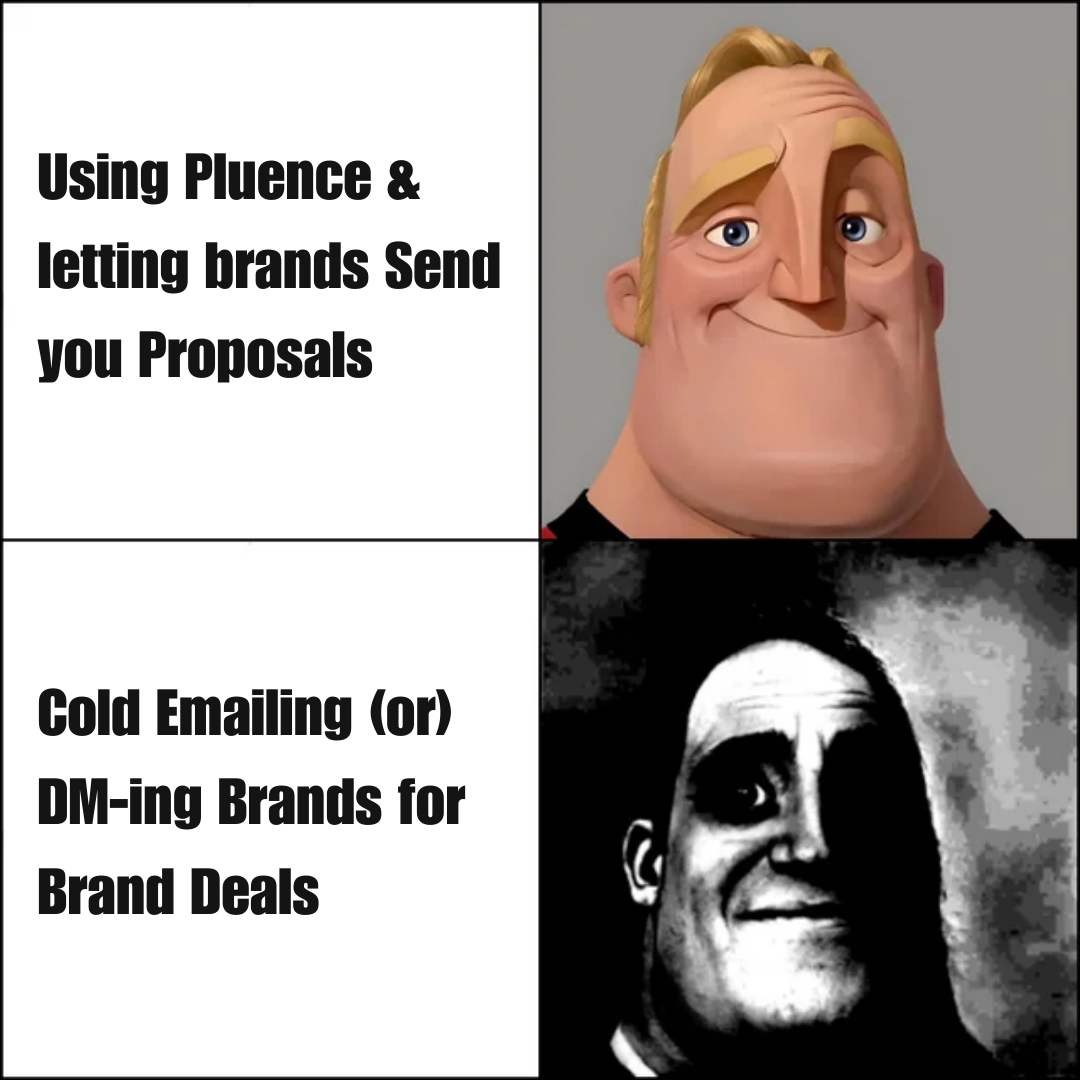 Using Pluence &
letting brands Send
you Proposals
Cold Emailing (or)
DM-ing Brands for
Brand Deals